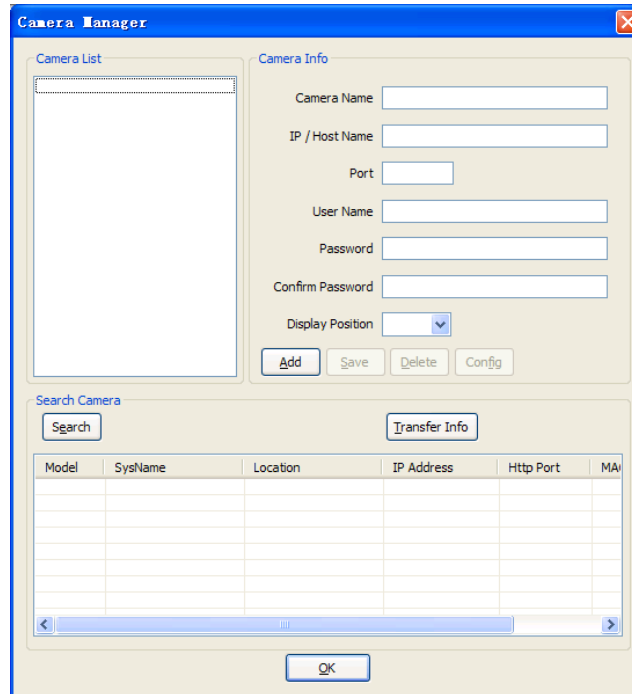 Camera Manager
Camera List
Camera Info
Camera Name
IP / Host Name
Port
User Name
Password
Confirm Password
Display Position
Add Save Delete Config
Search Camera
Search Transfer Info
Model SysName Location IP Address Http Port
OK